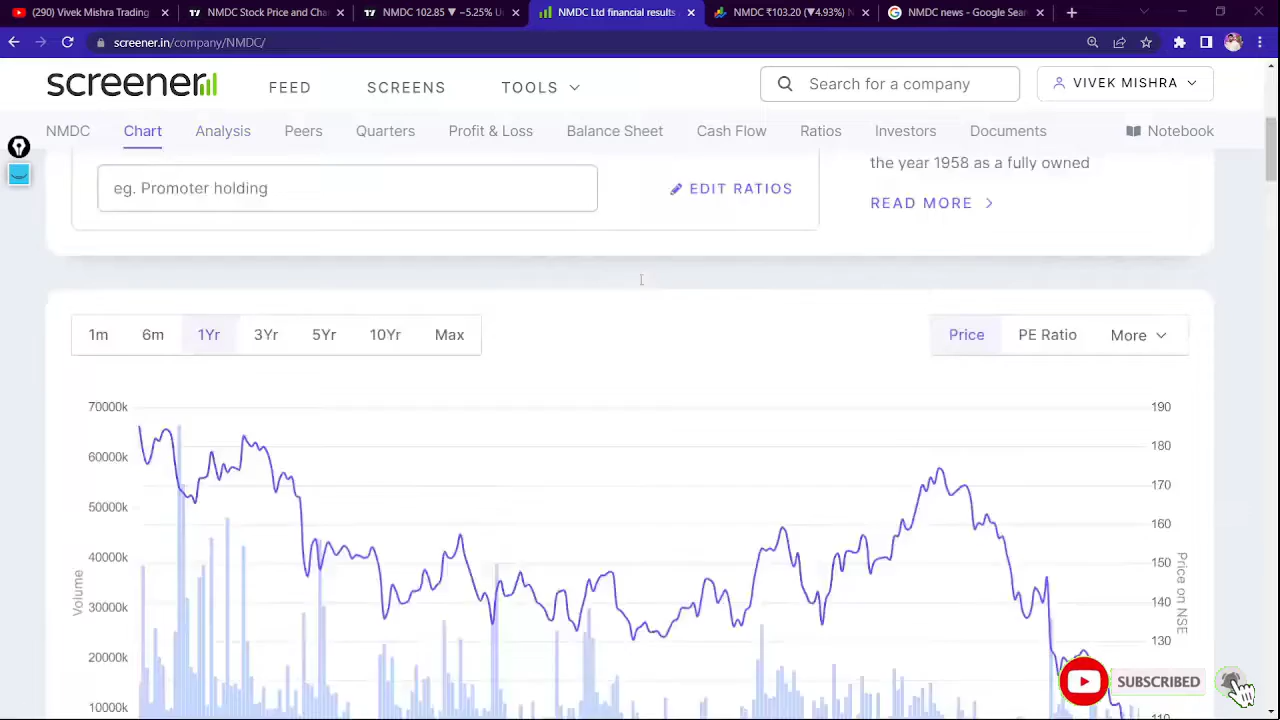 (290) Vivek Mishra Trading
NMDC Stock Price and Cha
NMDC 102.85 ▼ −5.25% U
NMDC Ltd financial results
NMDC ₹103.20 (▼4.93%)
NMDC news - Google Sea
screener.in/company/NMDC/
screener
FEED
SCREENS
TOOLS
Search for a company
VIVEK MISHRA
NMDC
Chart
Analysis
Peers
Quarters
Profit & Loss
Balance Sheet
Cash Flow
Ratios
Investors
Documents
Notebook
eg. Promoter holding
EDIT RATIOS
the year 1958 as a fully owned
READ MORE
1m
6m
1Yr
3Yr
5Yr
10Yr
Max
Price
PE Ratio
More
70000k
60000k
50000k
40000k
30000k
20000k
10000k
Volume
190
180
170
160
150
140
130
110
Price on NSE
SUBSCRIBED